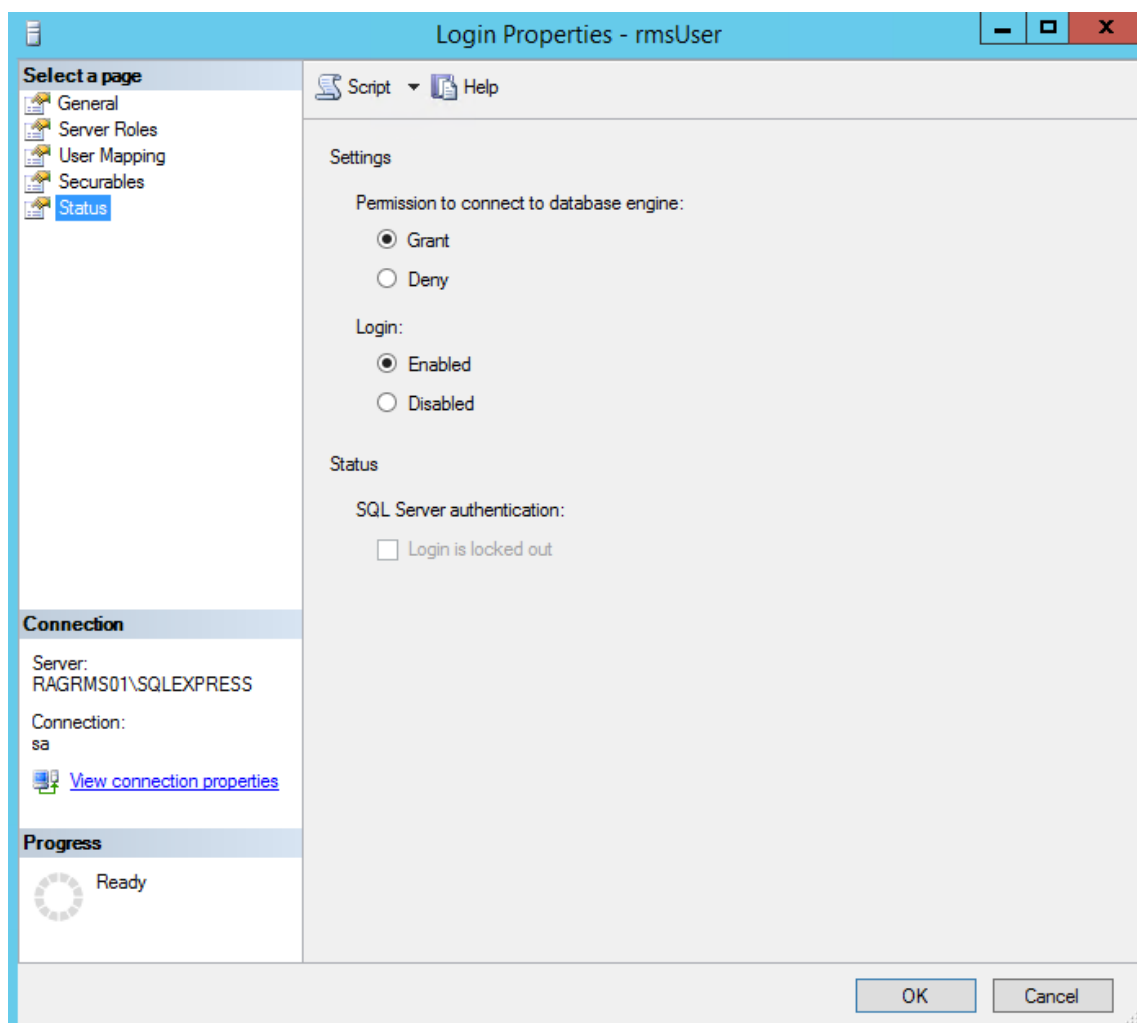 Login Properties - rmsUser
Select a page
General
Server Roles
User Mapping
Securables
Status
Script
Help
Settings
Permission to connect to database engine:
Grant
Deny
Login:
Enabled
Disabled
Status
SQL Server authentication:
Login is locked out
Connection
Server:
RAGRMS01\SQLEXPRESS
Connection:
sa
View connection properties
Progress
Ready
OK
Cancel